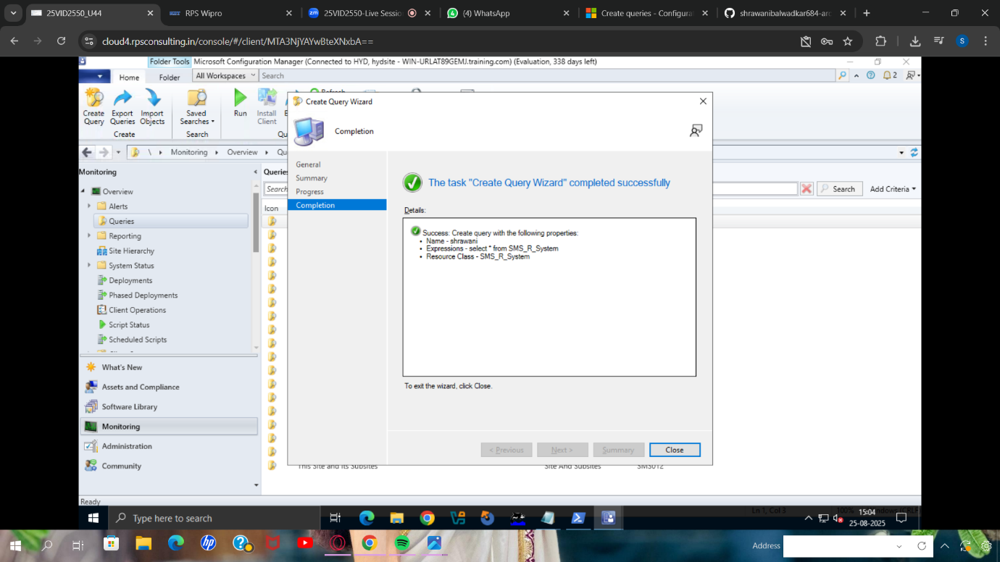 25VID2550_U44
RPS Wipro
25VID2550-Live Sessio
(4) WhatsApp
Create queries - Configura
shrawanibalwadkar684-arc
cloud4.rpsconsulting.in/console/#/client/MTA3NjYAYwBteXNxbA==
S
Folder Tools
Microsoft Configuration Manager (Connected to HYD, hydsite - WIN-URLAT89GEMJ.training.com) (Evaluation, 338 days left)
Home
Folder
All Workspaces
Search
2
Create Query
Export Queries
Import Objects
Saved Searches
Run
Install Client
Refresh
Create
Search
Qu
\ Monitoring Overview Qu
Monitoring
Overview
Alerts
Queries
Reporting
Site Hierarchy
System Status
Deployments
Phased Deployments
Client Operations
Script Status
Scheduled Scripts
What's New
Assets and Compliance
Software Library
Monitoring
Administration
Community
Queries
Search
Search
Add Criteria
Icon
Create Query Wizard
Completion
General
Summary
Progress
Completion
The task "Create Query Wizard" completed successfully
Details:
Success: Create query with the following properties:
• Name - shrawani
• Expressions - select * from SMS_R_System
• Resource Class - SMS_R_System
To exit the wizard, click Close.
< Previous
Next >
Summary
Close
This Site and Its Subsites
Site And Subsites
SM3012
Ready
Type here to search
Ln 1, Col 3
100%
15:04
25-08-2025
Address